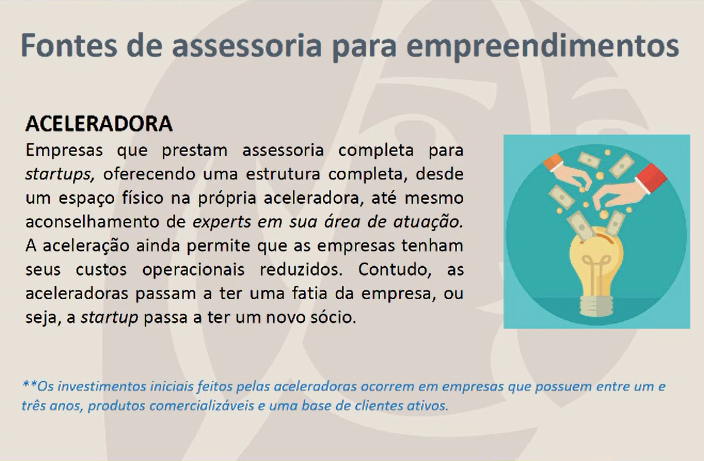 Fontes de assessoria para empreendimentos
ACELERADORA
Empresas que prestam assessoria completa para
startups, oferecendo uma estrutura completa, desde
um espaço físico na própria aceleradora, até mesmo
aconselhamento de experts em sua área de atuação.
A aceleração ainda permite que as empresas tenham
seus custos operacionais reduzidos. Contudo, as
aceleradoras passam a ter uma fatia da empresa, ou
seja, a startup passa a ter um novo sócio.
**Os investimentos iniciais feitos pelas aceleradoras ocorrem em empresas que possuem entre um e
três anos, produtos comercializáveis e uma base de clientes ativos.